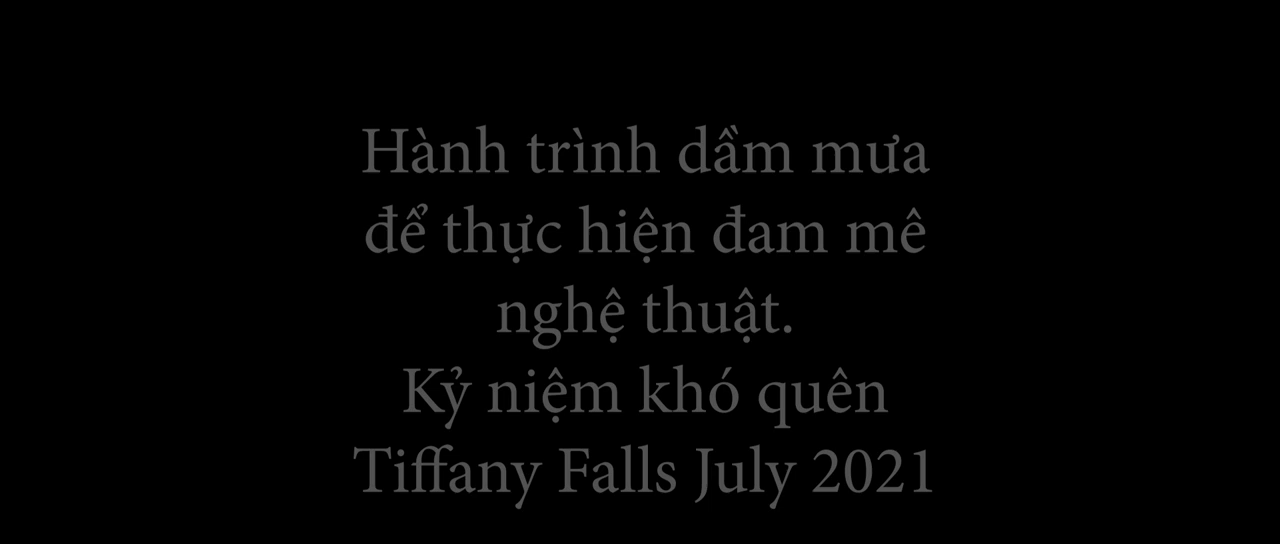 Hành trình dầm mưa
để thực hiện đam mê
nghệ thuật.
Kỷ niệm khó quên
Tiffany Falls July 2021